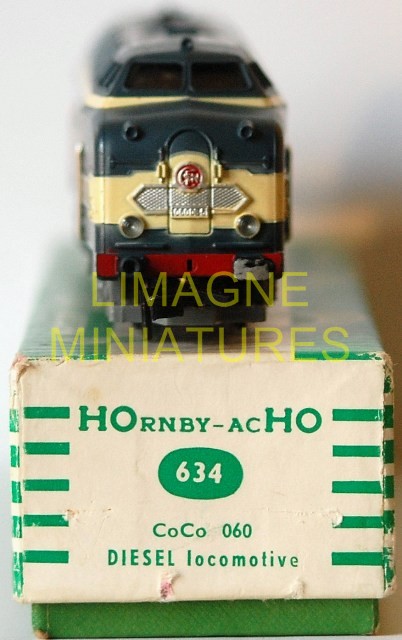 LIMAGNE
MINIATURES
HORNBY-ACHO
634
CoCo 060
DIESEL locomotive